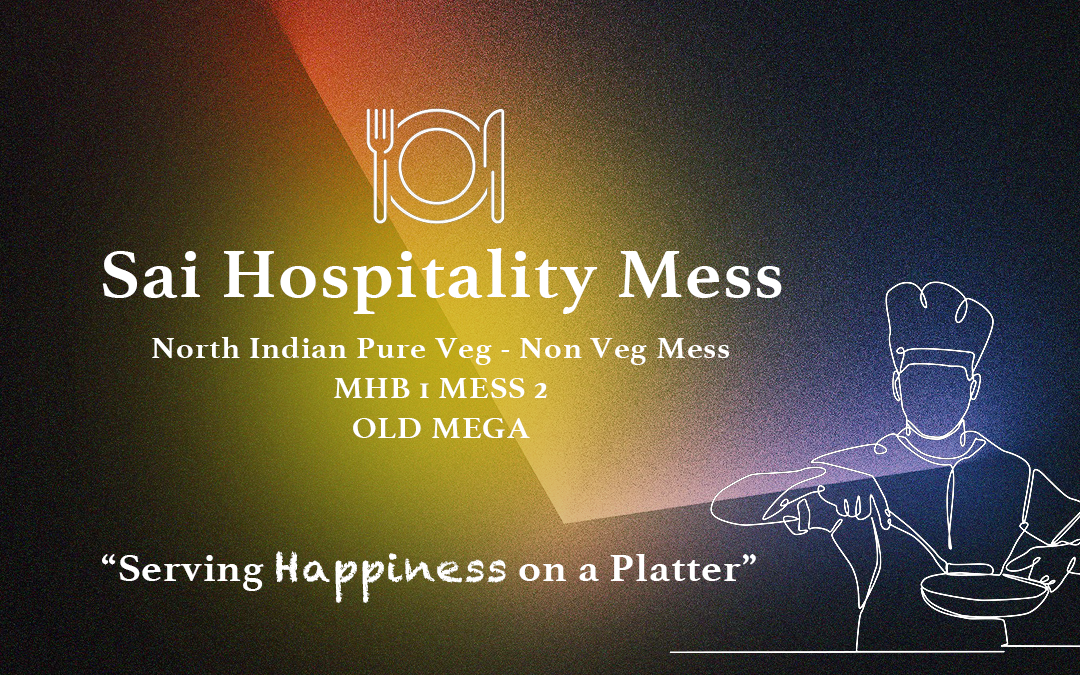 Sai Hospitality Mess
North Indian Pure Veg - Non Veg Mess
MHB 1 MESS 2
OLD MEGA
“Serving Happiness on a Platter”